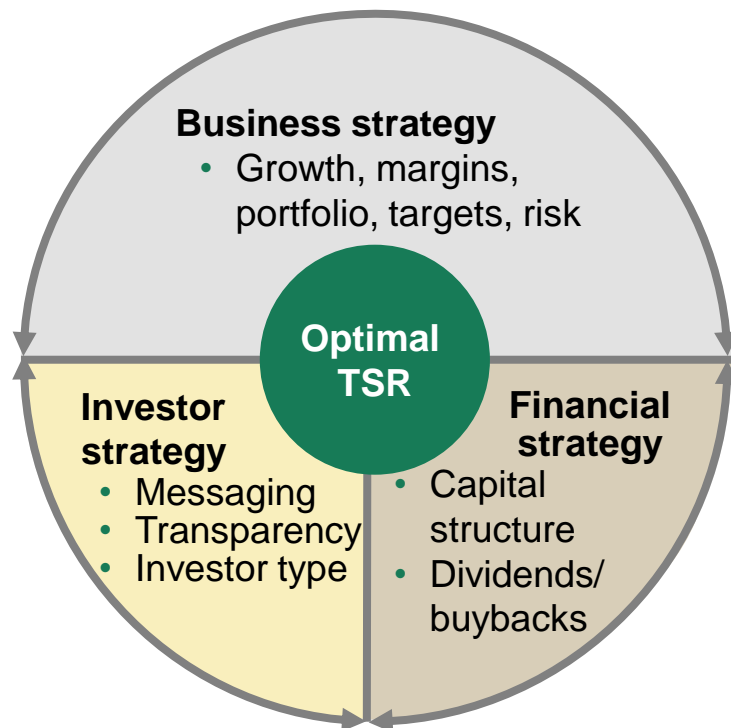 Business strategy
• Growth, margins,
portfolio, targets, risk
Optimal
TSR
Investor
strategy
• Messaging
• Transparency
• Investor type
Financial
strategy
• Capital
structure
• Dividends/
buybacks